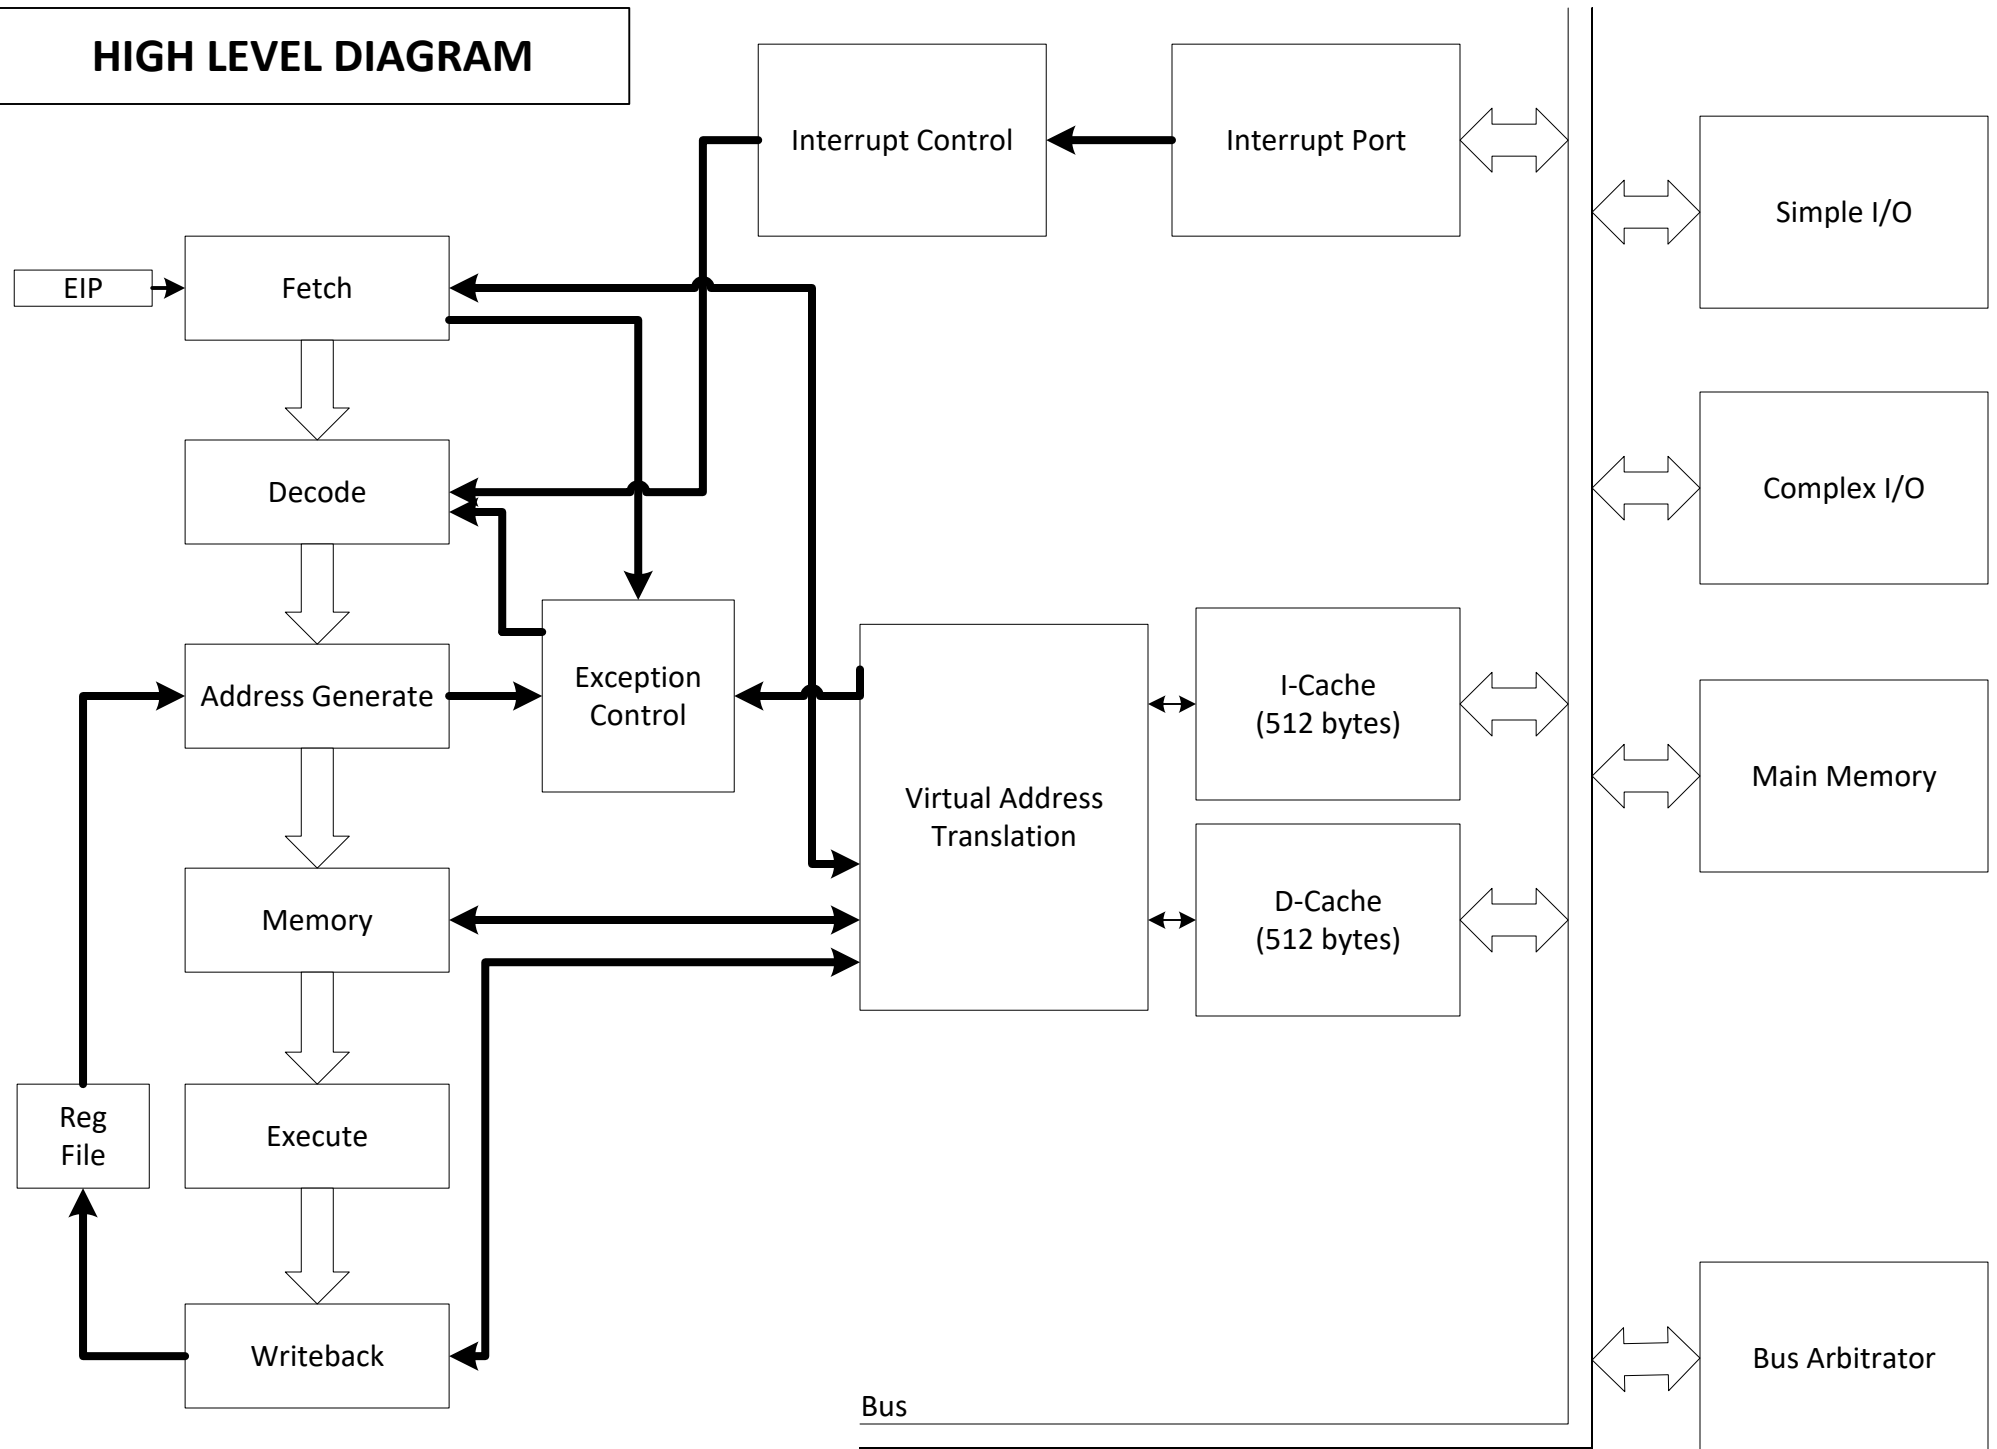 HIGH LEVEL DIAGRAM
Interrupt Control
Interrupt Port
Simple I/O
EIP
Fetch
Decode
Complex I/O
Address Generate
Exception
Control
I-Cache
(512 bytes)
Virtual Address
Translation
Main Memory
Memory
D-Cache
(512 bytes)
Reg
File
Execute
Writeback
Bus Arbitrator
Bus